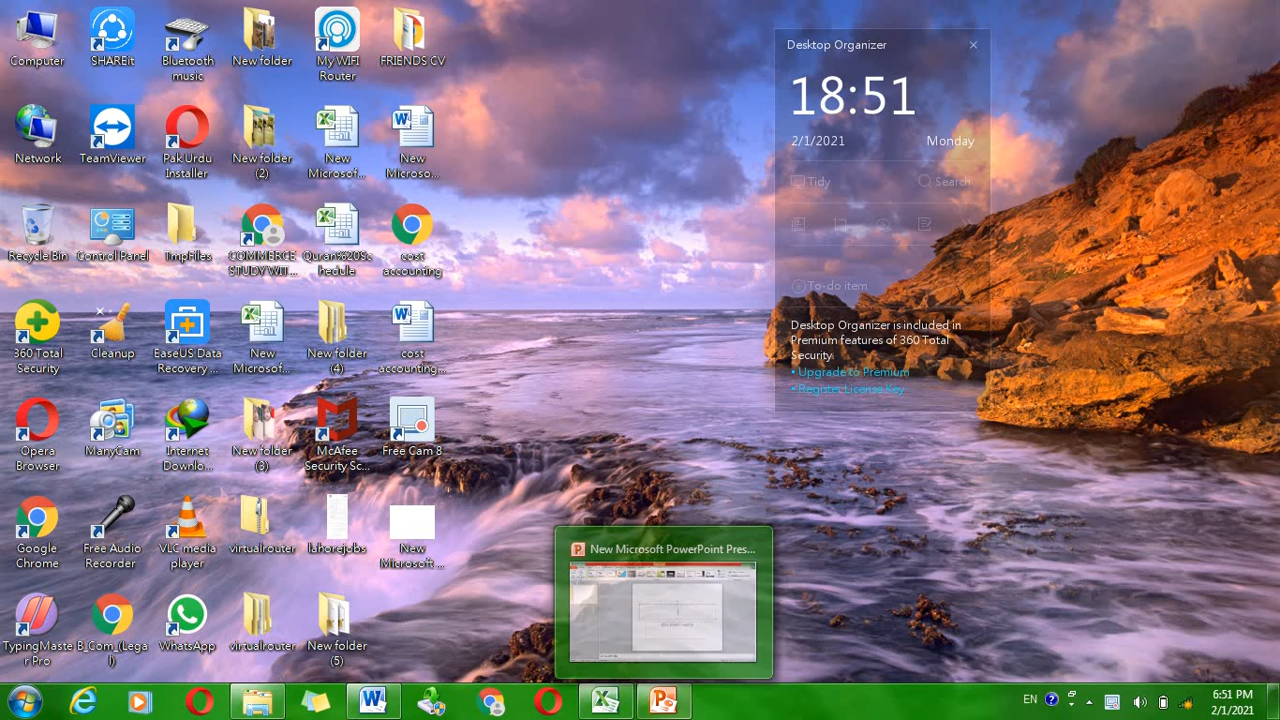 Computer
SHAREit
Bluetooth
music
New folder
My WIFI
Router
FRIENDS CV
Network
TeamViewer
Pak Urdu
Installer
New folder
(2)
New
Microsof...
New
Microso...
Recycle Bin
Control Panel
TmpFiles
COMMERCE
STUDY WIT...
Quran%20Sc
hedule
cost
accounting
360 Total
Security
Cleanup
EaseUS Data
Recovery ...
New
Microsof...
New folder
(4)
cost
accounting...
Opera
Browser
ManyCam
Internet
Downlo...
New folder
(3)
McAfee
Security Sc...
Free Cam 8
Google
Chrome
Free Audio
Recorder
VLC media
player
virtualrouter
lahorejobs
New
Microsoft ...
TypingMaste
r Pro
B_Com_(Lega
l)
WhatsApp
virtualrouter
New folder
(5)
Desktop Organizer
18:51
2/1/2021 Monday
Tidy Search
To-do item
Desktop Organizer is included in
Premium features of 360 Total
Security.
• Upgrade to Premium
• Register License Key
New Microsoft PowerPoint Pres...
EN
6:51 PM
2/1/2021